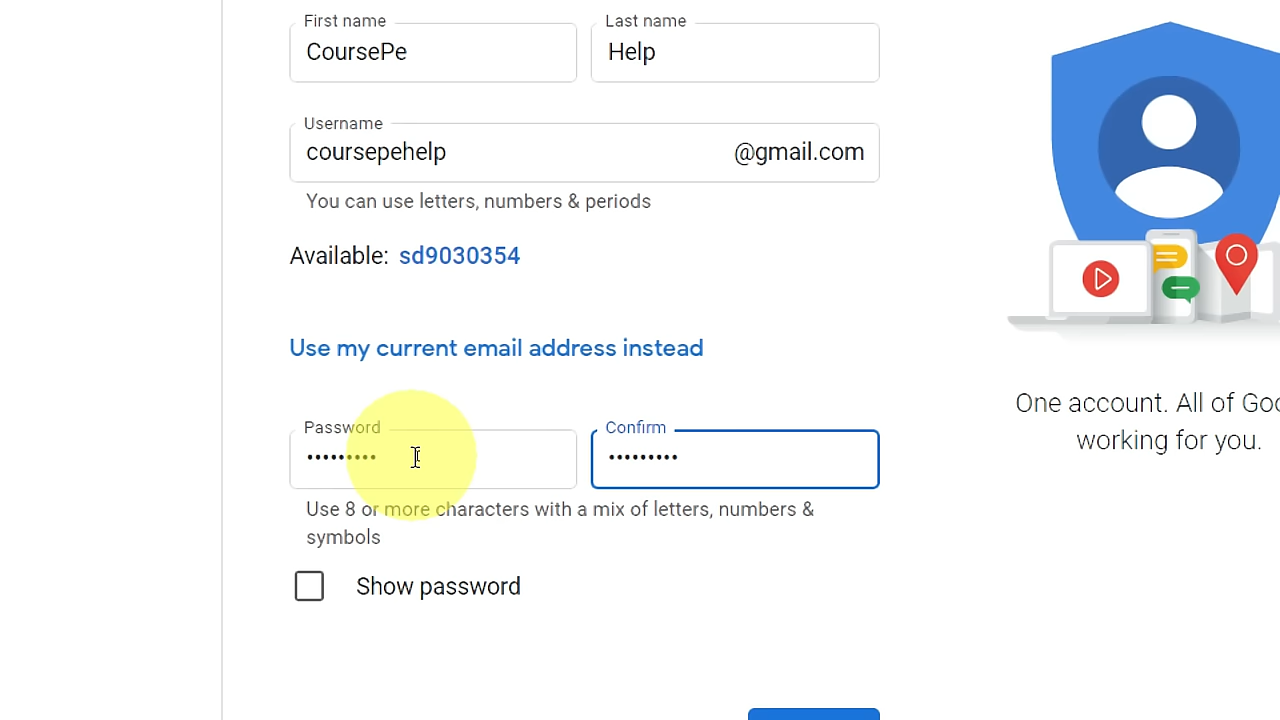 First name
Last name
CoursePe
Help
Username
coursepehelp
@gmail.com
You can use letters, numbers & periods
Available: sd9030354
Use my current email address instead
Password
Confirm
•••••••••
•••••••••
Use 8 or more characters with a mix of letters, numbers &
symbols
Show password
One account. All of Goo
working for you.